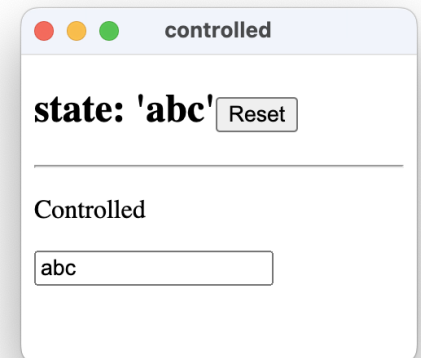 controlled
state: 'abc' Reset
Controlled
abc